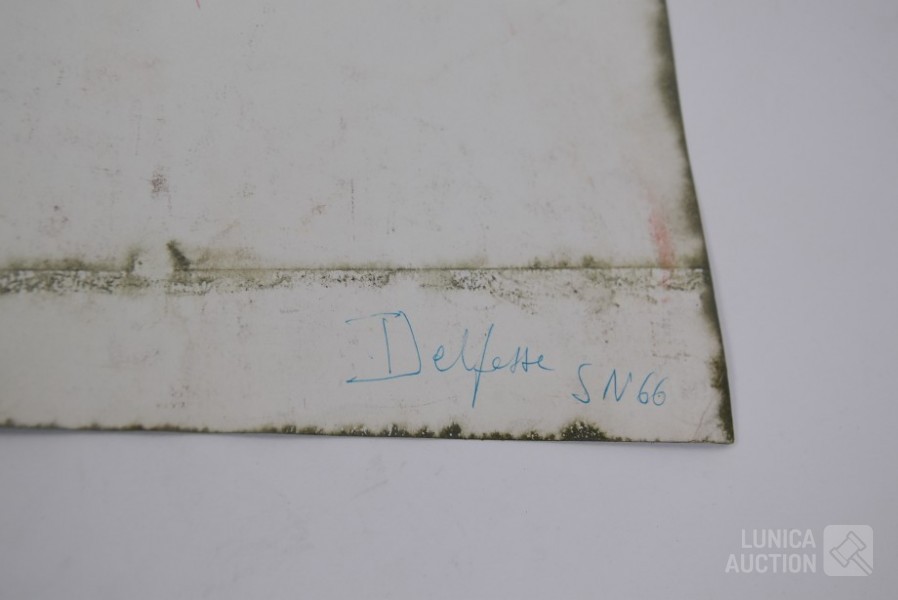 Delfosse SN66
LUNICA
AUCTION